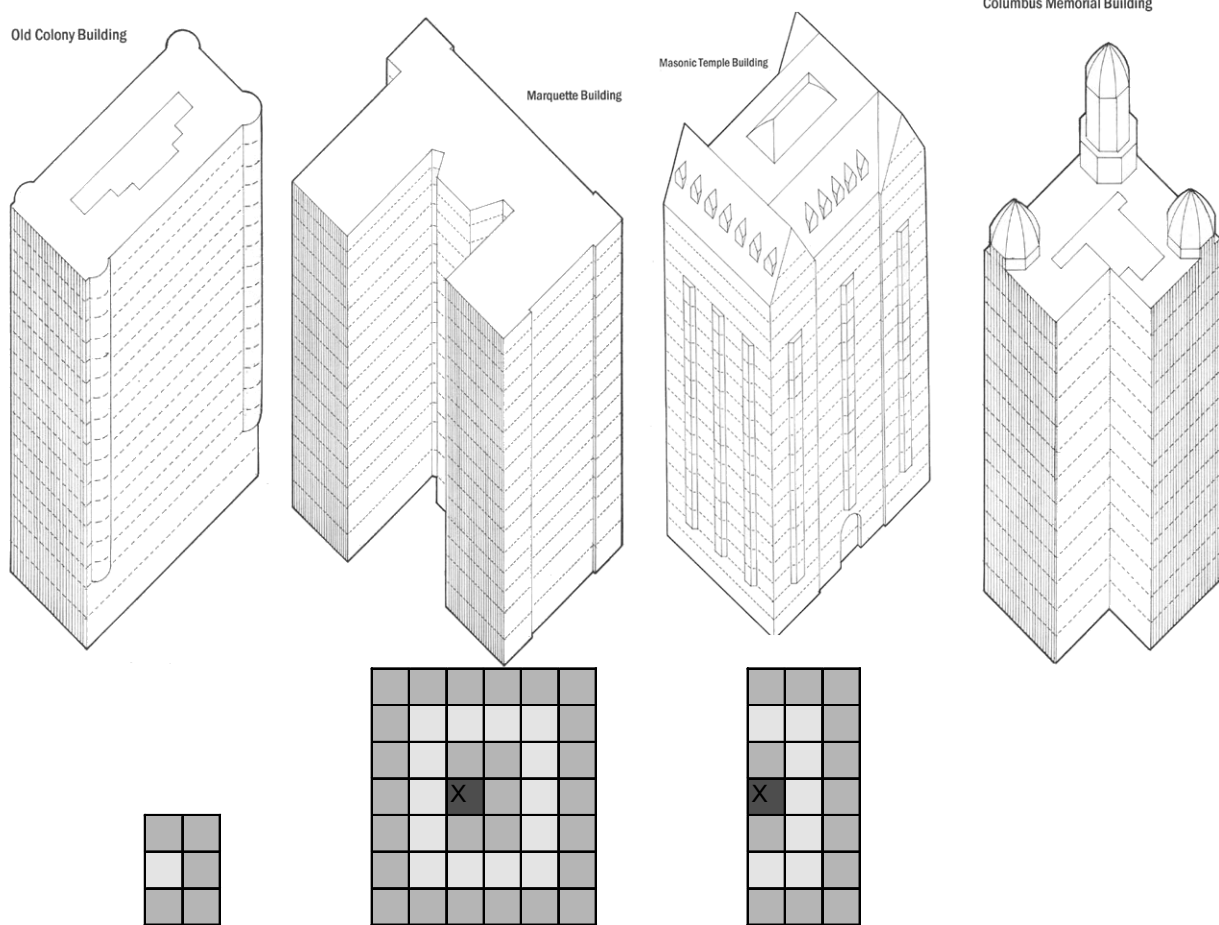 Columbus Memorial Building
Old Colony Building
Masonic Temple Building
Marquette Building
X
X